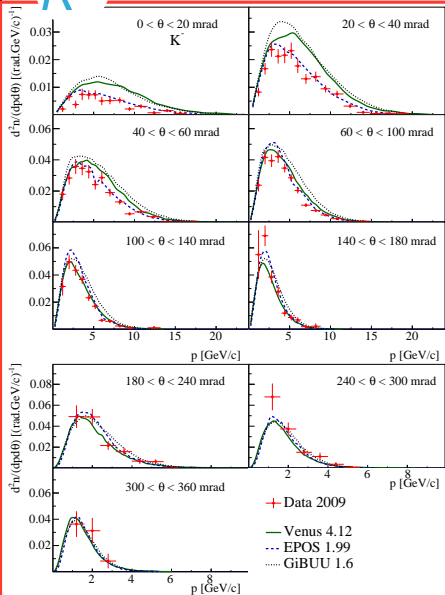 0 < θ < 20 mrad
K⁻
20 < θ < 40 mrad
d²n/(dpdθ) [(rad.GeV/c)⁻¹]
0.03
0.02
0.01
40 < θ < 60 mrad
60 < θ < 100 mrad
0.06
0.04
0.02
100 < θ < 140 mrad
140 < θ < 180 mrad
0.06
0.04
0.02
5 10 15 20
5 10 15 20
p [GeV/c]
p [GeV/c]
180 < θ < 240 mrad
240 < θ < 300 mrad
d²n/(dpdθ) [(rad.GeV/c)⁻¹]
0.08
0.06
0.04
0.02
2 4 6 8
p [GeV/c]
300 < θ < 360 mrad
0.08
0.06
0.04
0.02
0 2 4 6 8
p [GeV/c]
Data 2009
Venus 4.12
EPOS 1.99
GiBUU 1.6